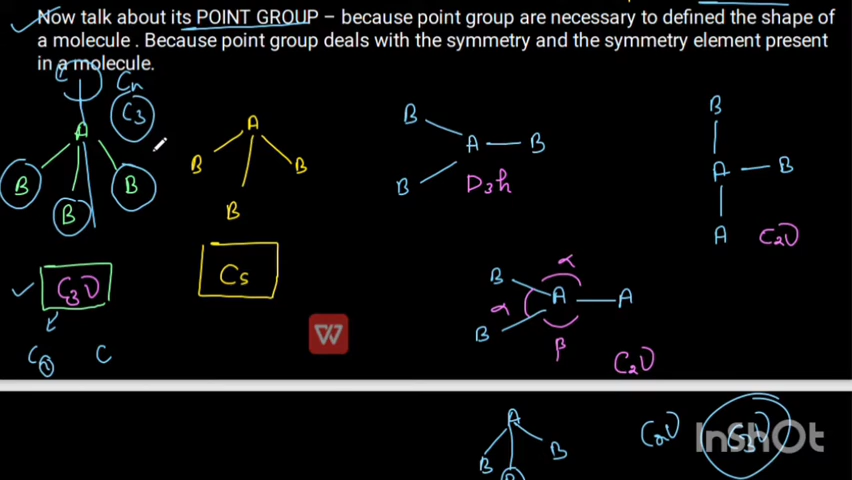 Now talk about its POINT GROUP – because point group are necessary to defined the shape of
a molecule . Because point group deals with the symmetry and the symmetry element present
in a molecule.
Cn
C3
A
B B B
C3V
C
A
B B
B
Cs
B
A B
B
D3h
B
A B
A
C2V
α
B
A A
α
B
β
C2V
W
A
B B
B
C2V C3V
InShOt